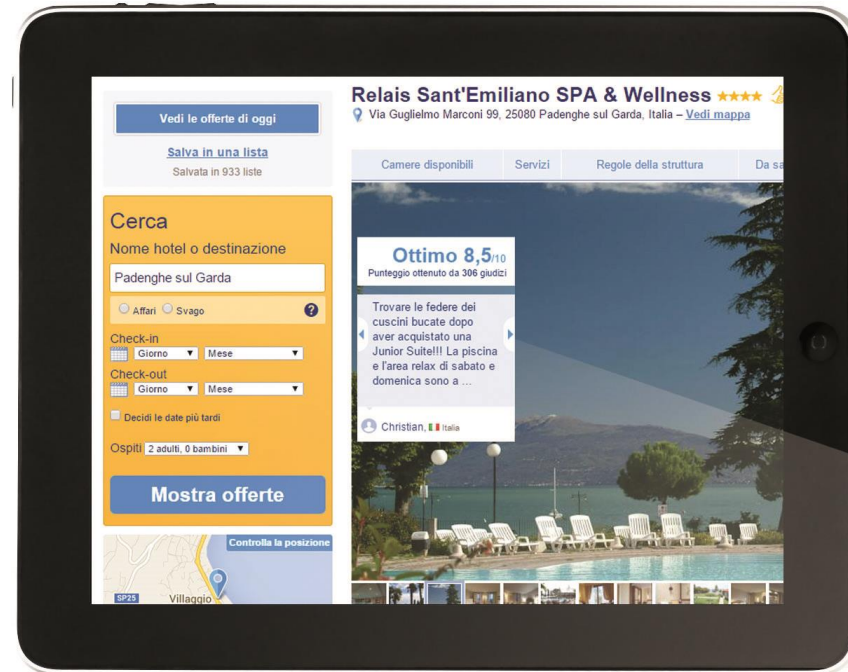 Vedi le offerte di oggi
Salva in una lista
Salvata in 933 liste
Cerca
Nome hotel o destinazione
Padenghe sul Garda
Affari Svago ?
Check-in
Giorno Mese
Check-out
Giorno Mese
Decidi le date più tardi
Ospiti 2 adulti, 0 bambini
Mostra offerte
Controlla la posizione
SP25 Villaggio
Relais Sant'Emiliano SPA & Wellness
Via Guglielmo Marconi 99, 25080 Padenghe sul Garda, Italia – Vedi mappa
Camere disponibili Servizi Regole della struttura Da sa
Ottimo 8,5/10
Punteggio ottenuto da 306 giudizi
Trovare le federe dei
cuscini bucate dopo
aver acquistato una
Junior Suite!!! La piscina
e l'area relax di sabato e
domenica sono a ...
Christian, Italia